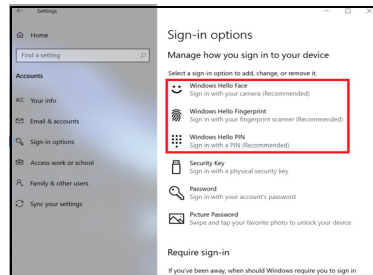 Settings
Home
Find a setting
Accounts
Your info
Email & accounts
Sign-in options
Access work or school
Family & other users
Sync your settings
Sign-in options
Manage how you sign in to your device
Select a sign-in option to add, change, or remove it.
Windows Hello Face
Sign in with your camera (Recommended)
Windows Hello Fingerprint
Sign in with your fingerprint scanner (Recommended)
Windows Hello PIN
Sign in with a PIN (Recommended)
Security Key
Sign in with a physical security key
Password
Sign in with your account's password
Picture Password
Swipe and tap your favorite photo to unlock your device
Require sign-in
If you've been away, when should Windows require you to sign in